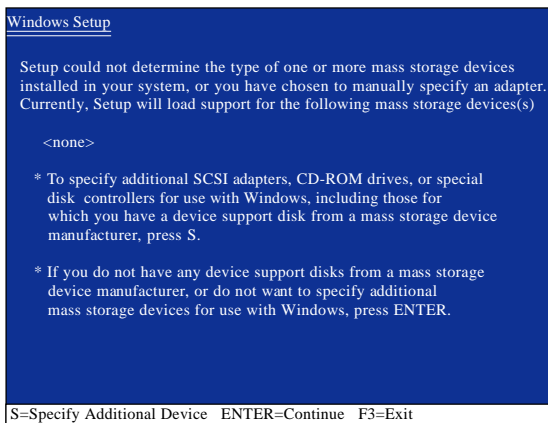 Windows Setup
Setup could not determine the type of one or more mass storage devices
installed in your system, or you have chosen to manually specify an adapter.
Currently, Setup will load support for the following mass storage devices(s)
<none>
* To specify additional SCSI adapters, CD-ROM drives, or special
disk controllers for use with Windows, including those for
which you have a device support disk from a mass storage device
manufacturer, press S.
* If you do not have any device support disks from a mass storage
device manufacturer, or do not want to specify additional
mass storage devices for use with Windows, press ENTER.
S=Specify Additional Device ENTER=Continue F3=Exit